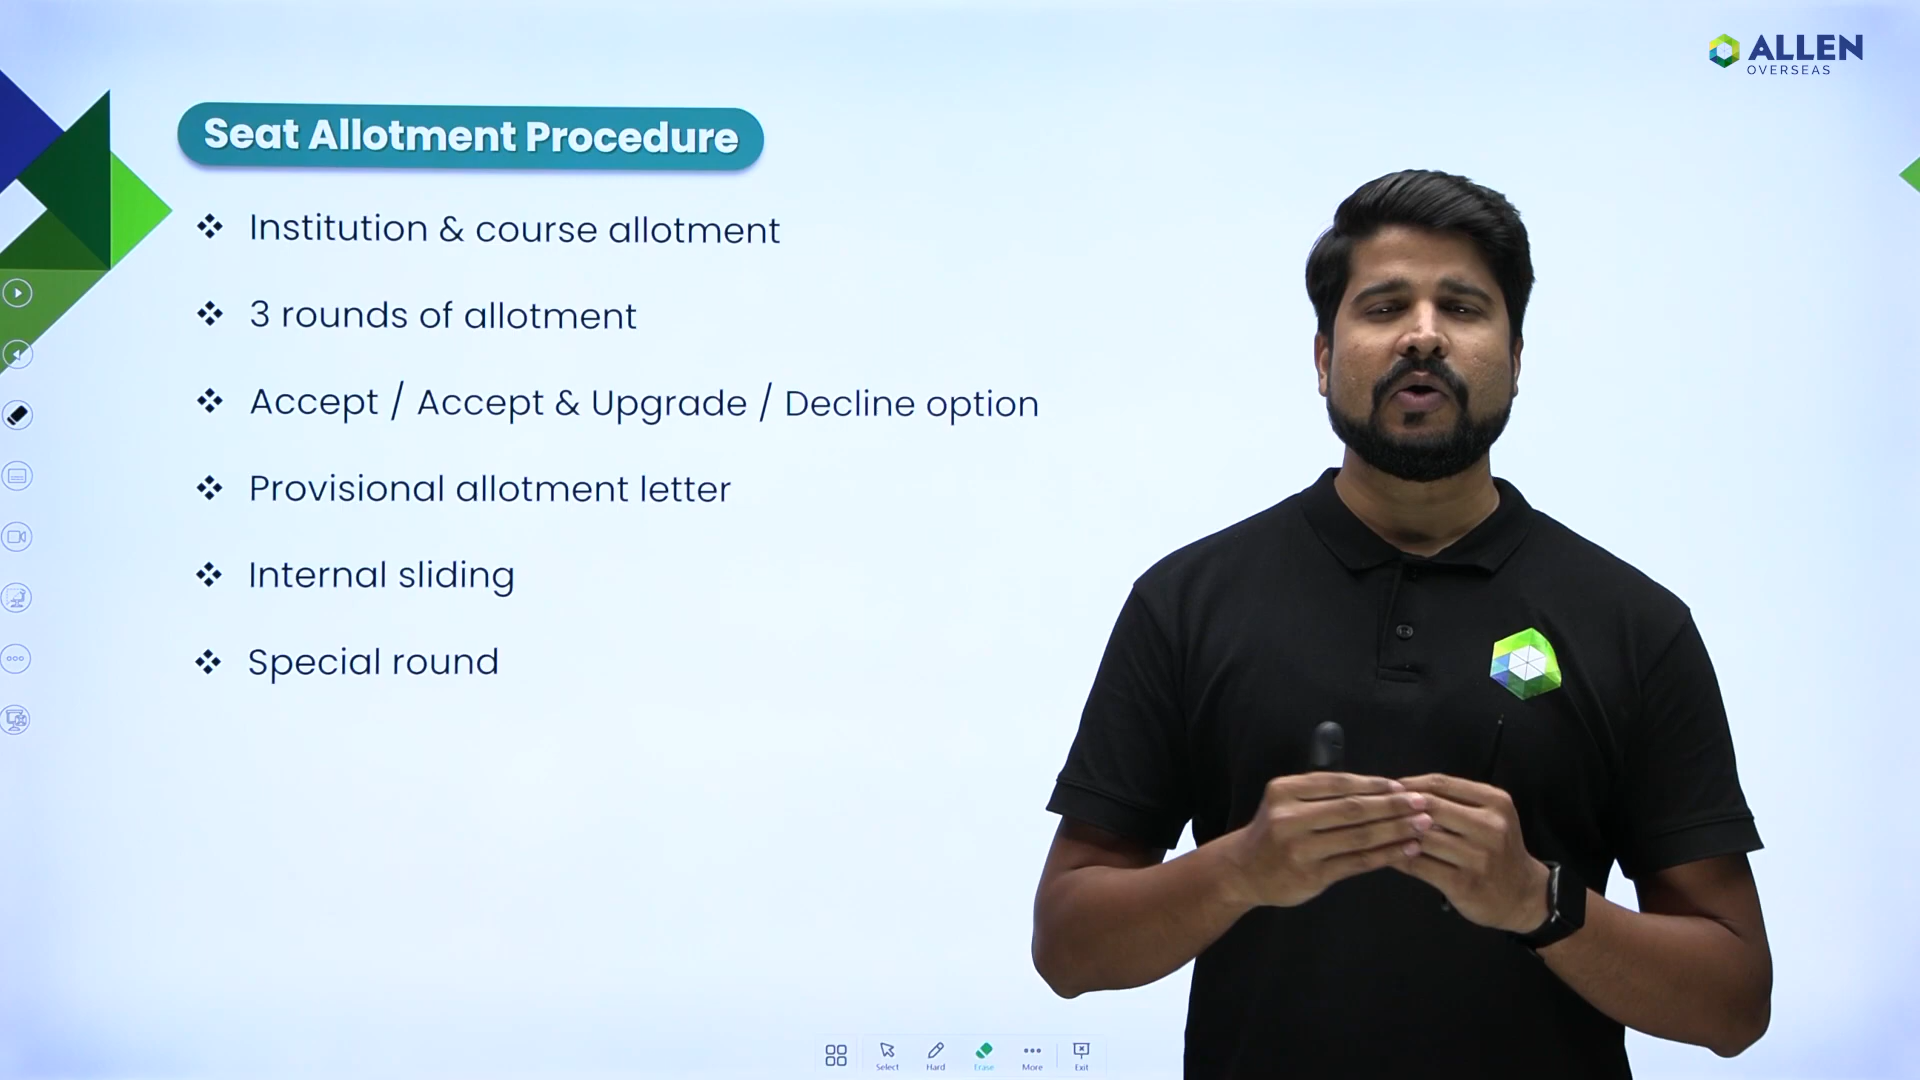 ALLEN
OVERSEAS
Seat Allotment Procedure
Institution & course allotment
3 rounds of allotment
Accept / Accept & Upgrade / Decline option
Provisional allotment letter
Internal sliding
Special round
Select
Hard
Erase
More
Exit